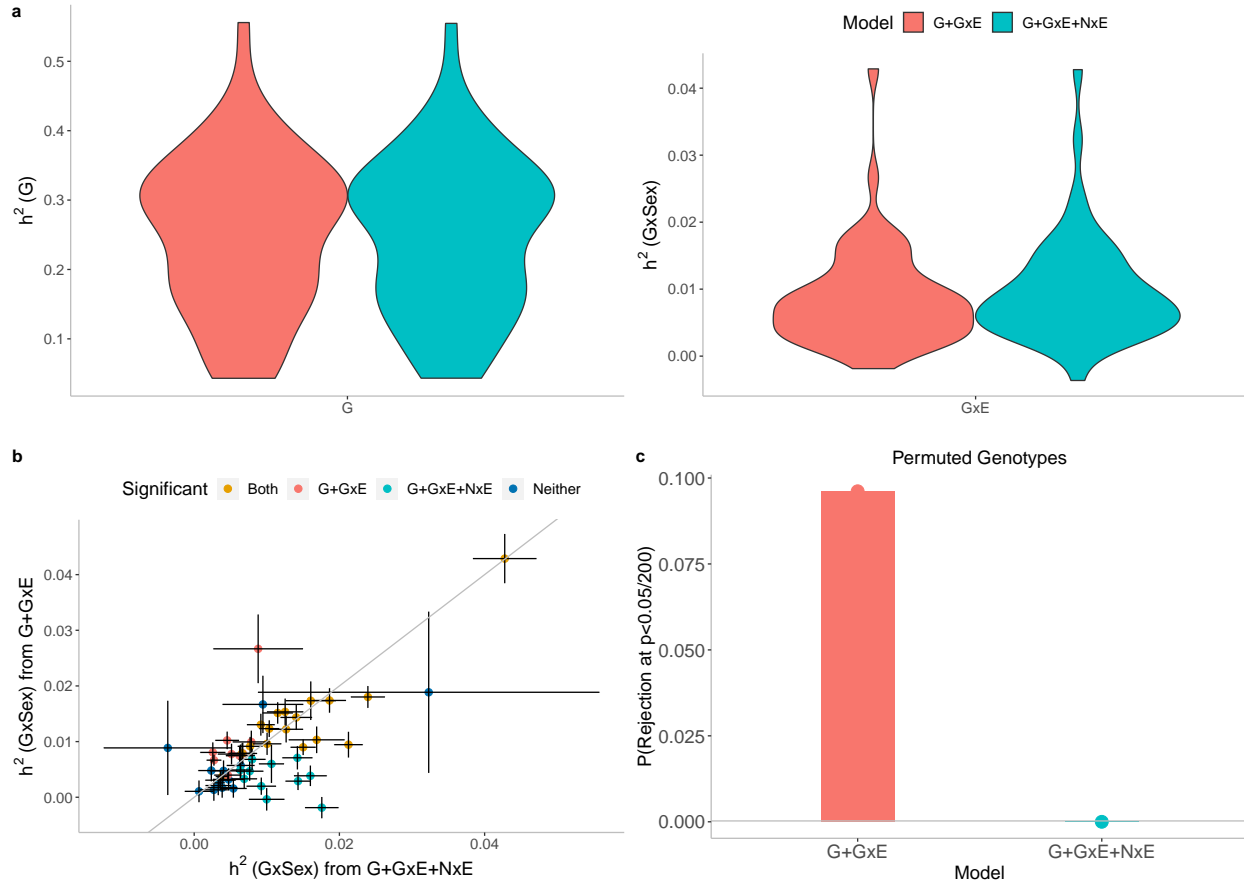 a
h² (G)
0.5
0.4
0.3
0.2
0.1
G
Model G+GxE G+GxE+NxE
h² (GxSex)
0.04
0.03
0.02
0.01
0.00
GxE
b
Significant Both G+GxE G+GxE+NxE Neither
h² (GxSex) from G+GxE
0.04
0.03
0.02
0.01
0.00
0.00 0.02 0.04
h² (GxSex) from G+GxE+NxE
c
Permuted Genotypes
P(Rejection at p<0.05/200)
0.100
0.075
0.050
0.025
0.000
G+GxE G+GxE+NxE
Model